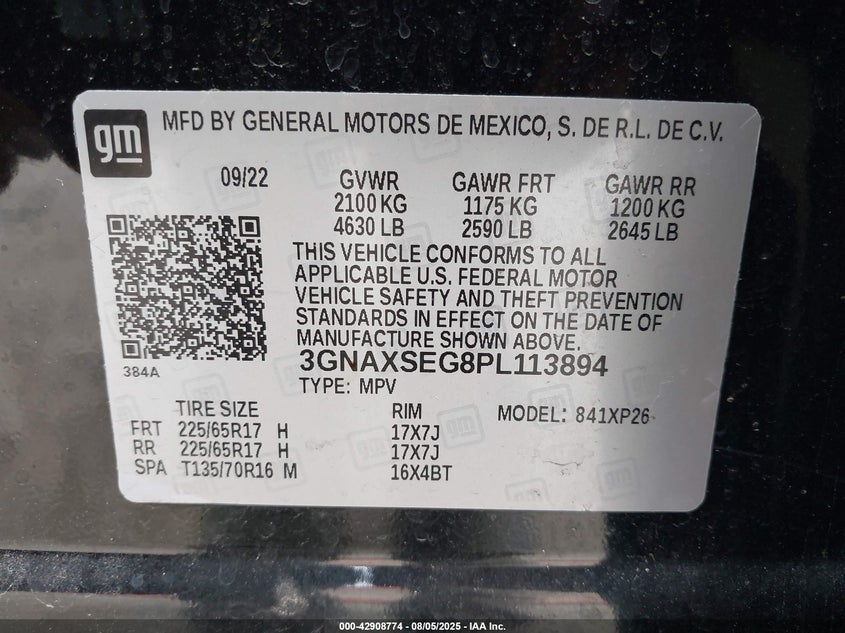 gm
MFD BY GENERAL MOTORS DE MEXICO, S. DE R.L. DE C.V.
09/22 GVWR GAWR FRT GAWR RR
2100 KG 1175 KG 1200 KG
4630 LB 2590 LB 2645 LB
THIS VEHICLE CONFORMS TO ALL
APPLICABLE U.S. FEDERAL MOTOR
VEHICLE SAFETY AND THEFT PREVENTION
STANDARDS IN EFFECT ON THE DATE OF
MANUFACTURE SHOWN ABOVE.
384A
3GNAXSEG8PL113894
TYPE: MPV
TIRE SIZE RIM MODEL: 841XP26
FRT 225/65R17 H 17X7J
RR 225/65R17 H 17X7J
SPA T135/70R16 M 16X4BT
000-42908774 - 08/05/2025 - IAA Inc.